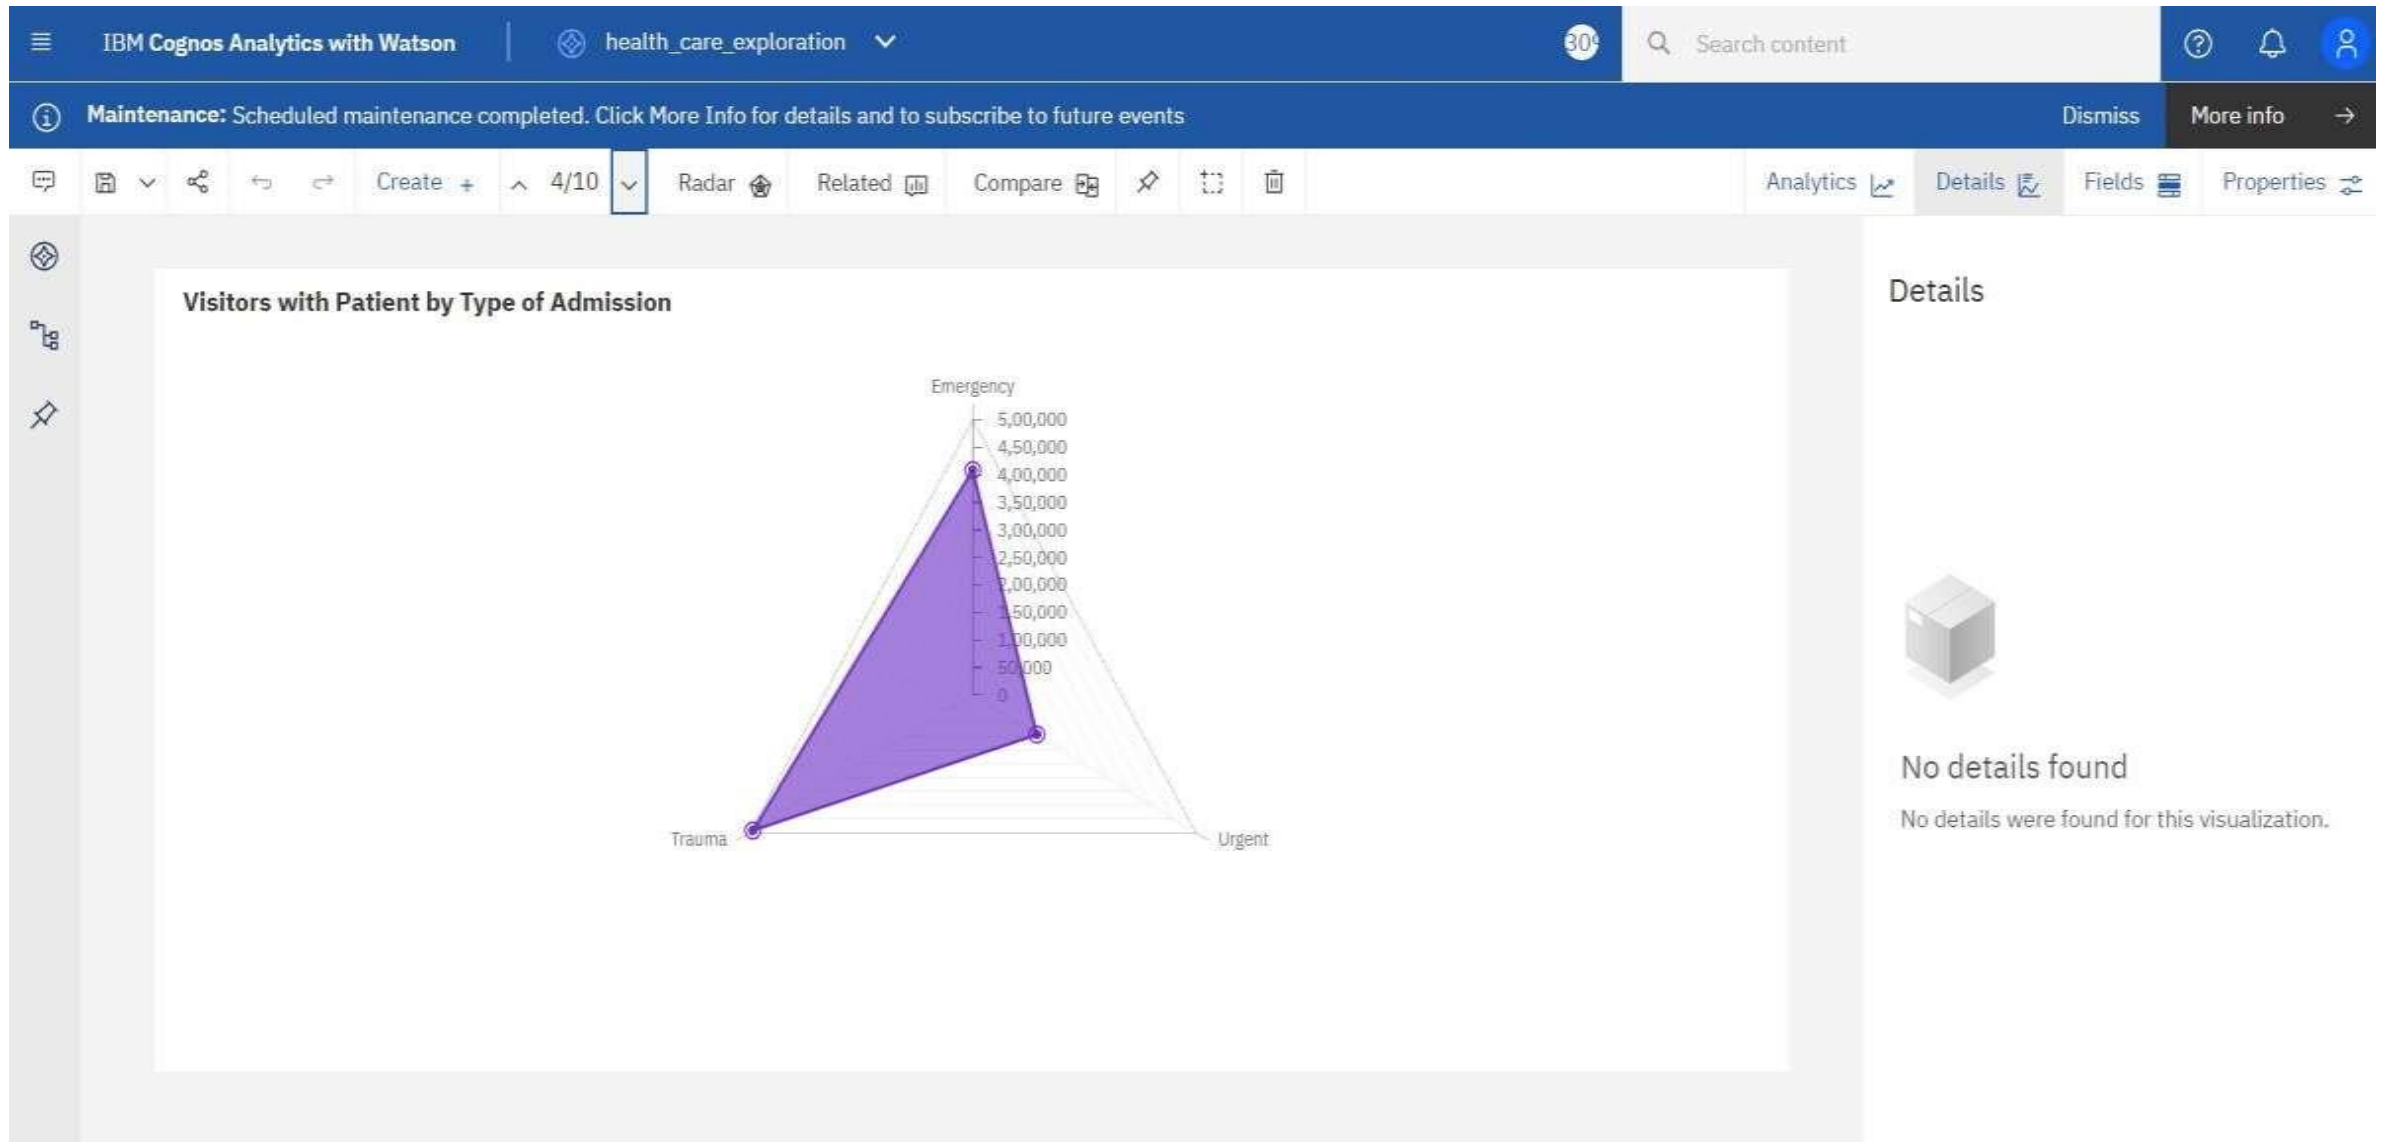 IBM Cognos Analytics with Watson
health_care_exploration
Search content
Maintenance: Scheduled maintenance completed. Click More Info for details and to subscribe to future events
Dismiss
More info
Create
4/10
Radar
Related
Compare
Analytics
Details
Fields
Properties
Visitors with Patient by Type of Admission
Emergency
5,00,000
4,50,000
4,00,000
3,50,000
3,00,000
2,50,000
2,00,000
1,50,000
1,00,000
50,000
0
Trauma
Urgent
Details
No details found
No details were found for this visualization.